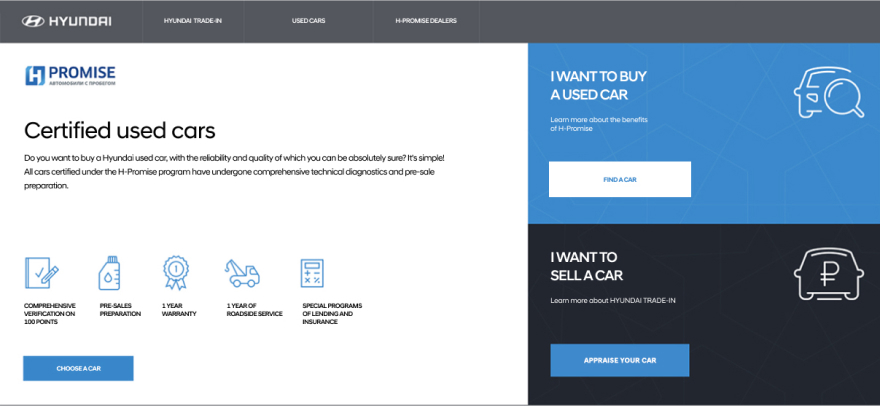 HYUNDAI
HYUNDAI TRADE-IN
USED CARS
H-PROMISE DEALERS
H PROMISE
АВТОМОБИЛИ С ПРОБЕГОМ
Certified used cars
Do you want to buy a Hyundai used car, with the reliability and quality of which you can be absolutely sure? It's simple!
All cars certified under the H-Promise program have undergone comprehensive technical diagnostics and pre-sale
preparation.
COMPREHENSIVE
VERIFICATION ON
100 POINTS
PRE-SALES
PREPARATION
1
1 YEAR
WARRANTY
1 YEAR OF
ROADSIDE SERVICE
SPECIAL PROGRAMS
OF LENDING AND
INSURANCE
CHOOSE A CAR
I WANT TO BUY
A USED CAR
Learn more about the benefits
of H-Promise
FIND A CAR
I WANT TO
SELL A CAR
Learn more about HYUNDAI TRADE-IN
₽
APPRAISE YOUR CAR